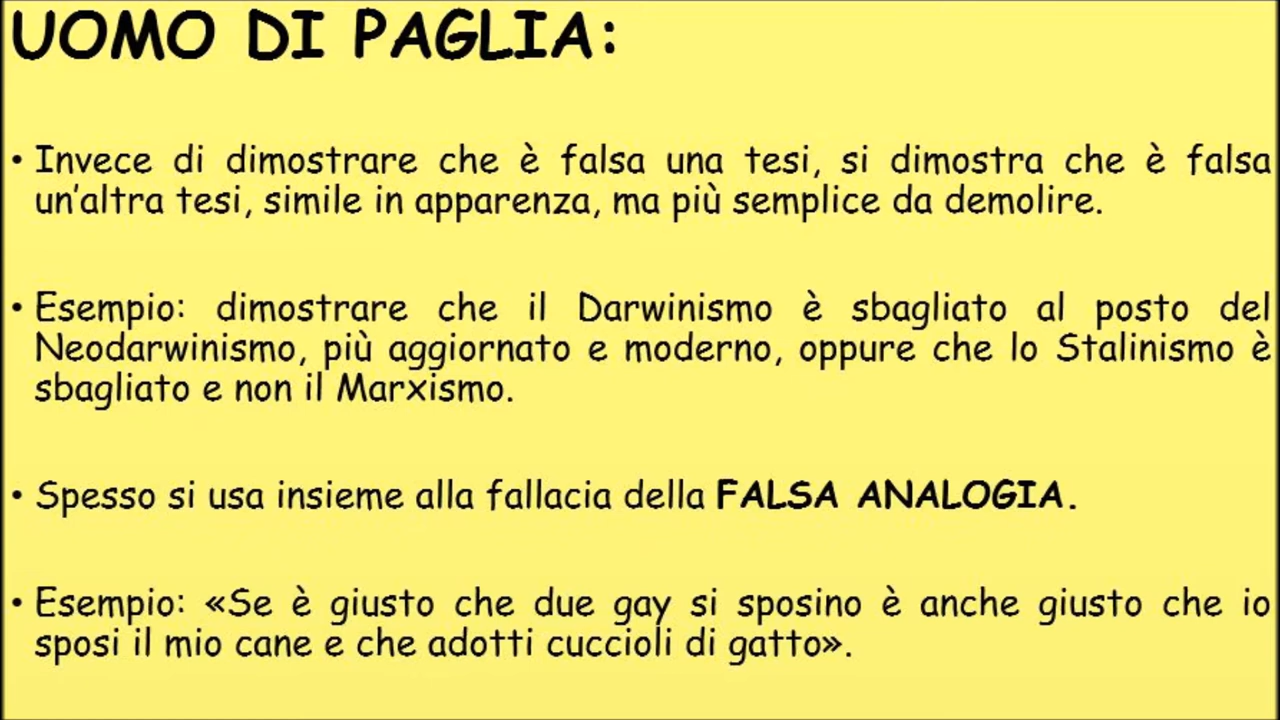 UOMO DI PAGLIA:
• Invece di dimostrare che è falsa una tesi, si dimostra che è falsa
un'altra tesi, simile in apparenza, ma più semplice da demolire.
• Esempio: dimostrare che il Darwinismo è sbagliato al posto del
Neodarwinismo, più aggiornato e moderno, oppure che lo Stalinismo è
sbagliato e non il Marxismo.
• Spesso si usa insieme alla fallacia della FALSA ANALOGIA.
• Esempio: «Se è giusto che due gay si sposino è anche giusto che io
sposi il mio cane e che adotti cuccioli di gatto».